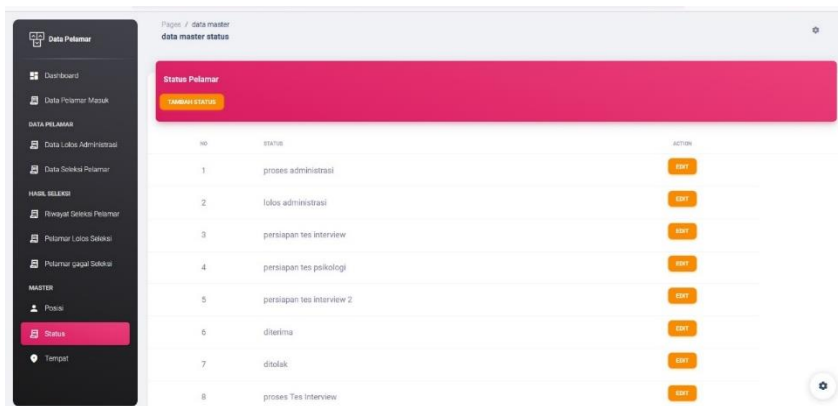 Data Pelamar
Dashboard
Data Pelamar Masuk
DATA PELAMAR
Data Lolos Administrasi
Data Seleksi Pelamar
HASIL SELEKSI
Riwayat Seleksi Pelamar
Pelamar Lolos Seleksi
Pelamar gagal Seleksi
MASTER
Posisi
Status
Tempat
Pages / data master
data master status
Status Pelamar
TAMBAH STATUS
NO STATUS ACTION
1 proses administrasi EDIT
2 lolos administrasi EDIT
3 persiapan tes interview EDIT
4 persiapan tes psikologi EDIT
5 persiapan tes interview 2 EDIT
6 diterima EDIT
7 ditolak EDIT
8 proses Tes Interview EDIT